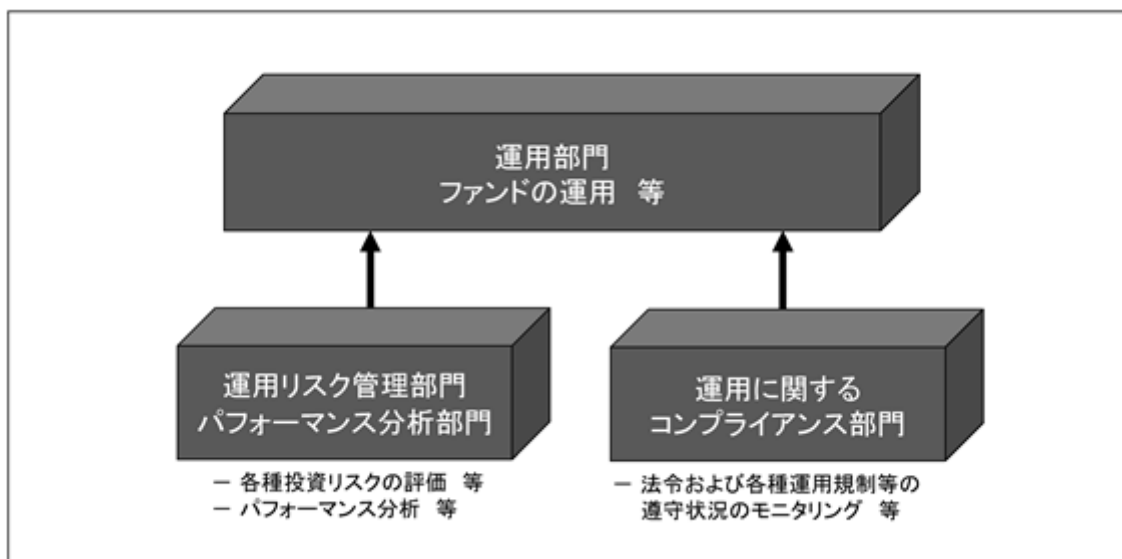 運用部門
ファンドの運用 等
運用リスク管理部門
パフォーマンス分析部門
運用に関する
コンプライアンス部門
－ 各種投資リスクの評価 等
－ パフォーマンス分析 等
－ 法令および各種運用規制等の
遵守状況のモニタリング 等